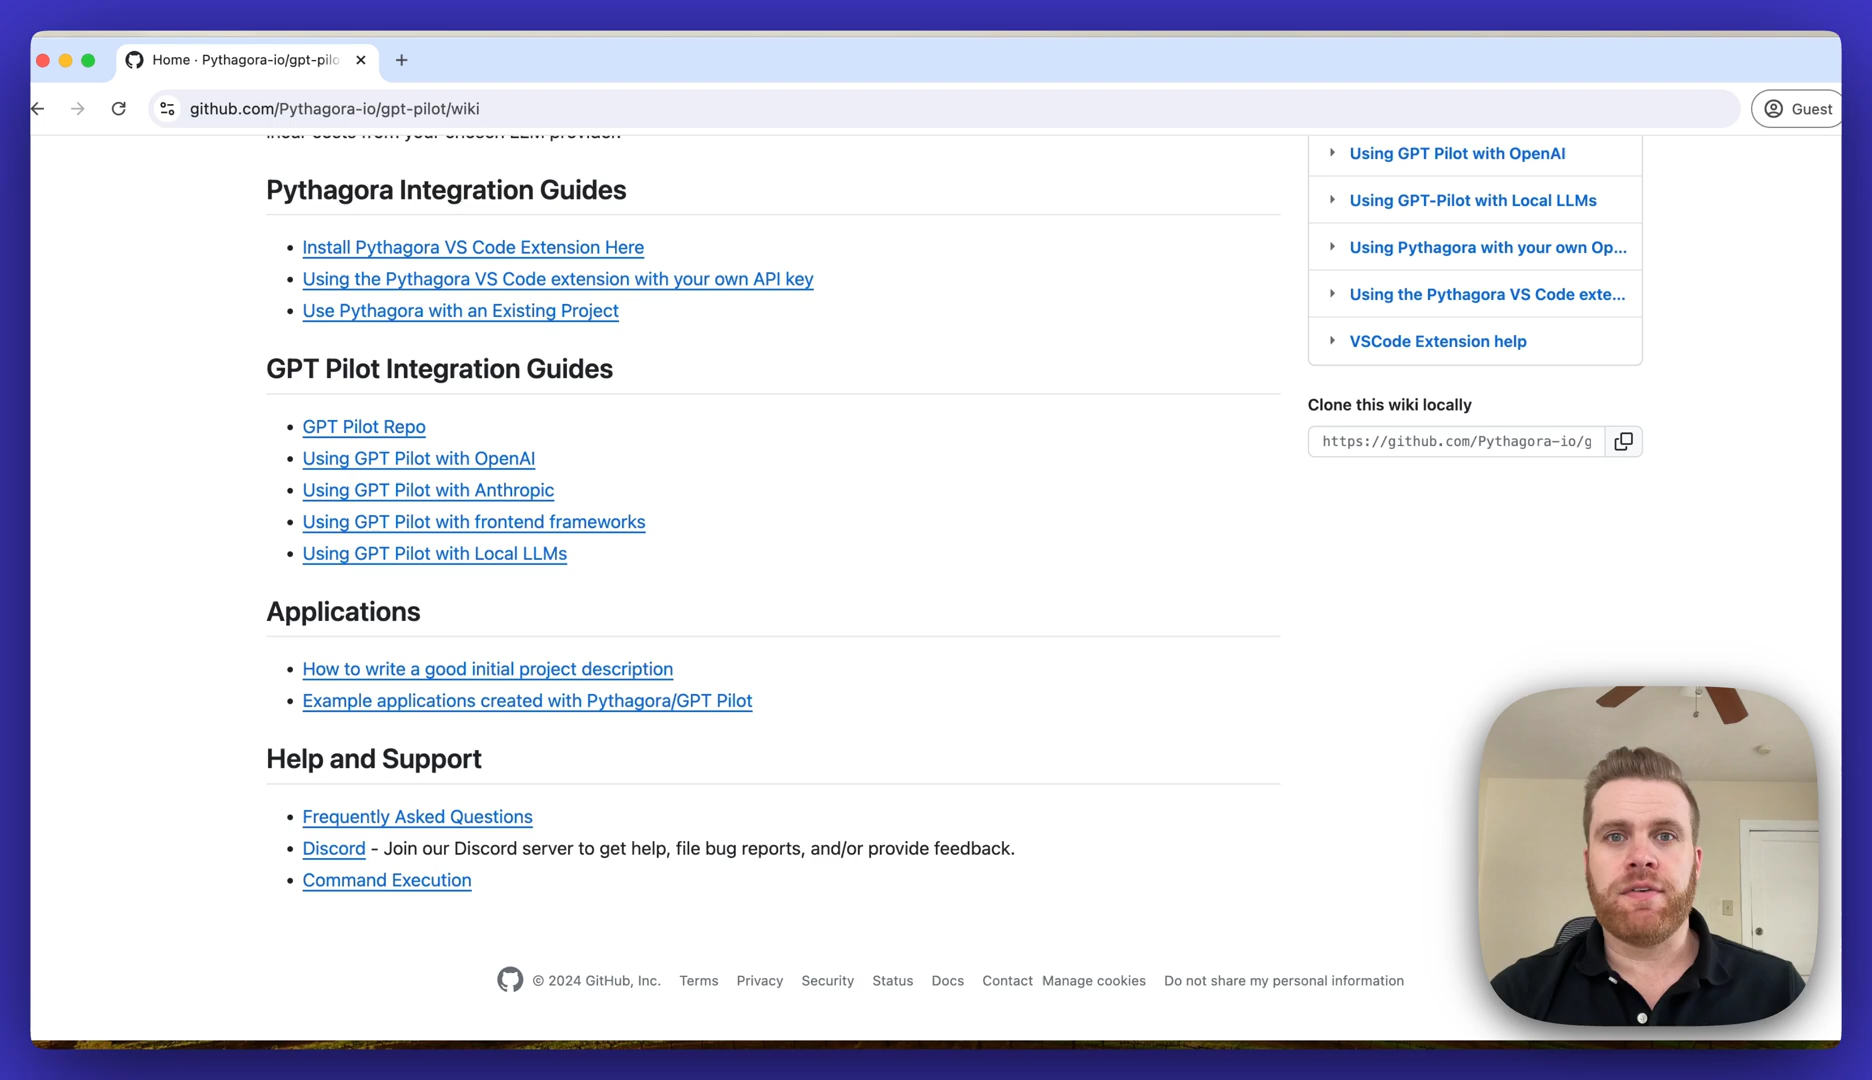 Home · Pythagora-io/gpt-pilo
github.com/Pythagora-io/gpt-pilot/wiki
Guest
incur costs from your chosen LLM provider.
Pythagora Integration Guides
Install Pythagora VS Code Extension Here
Using the Pythagora VS Code extension with your own API key
Use Pythagora with an Existing Project
GPT Pilot Integration Guides
GPT Pilot Repo
Using GPT Pilot with OpenAI
Using GPT Pilot with Anthropic
Using GPT Pilot with frontend frameworks
Using GPT Pilot with Local LLMs
Applications
How to write a good initial project description
Example applications created with Pythagora/GPT Pilot
Help and Support
Frequently Asked Questions
Discord - Join our Discord server to get help, file bug reports, and/or provide feedback.
Command Execution
Using GPT Pilot with OpenAI
Using GPT-Pilot with Local LLMs
Using Pythagora with your own Op...
Using the Pythagora VS Code exte...
VSCode Extension help
Clone this wiki locally
https://github.com/Pythagora-io/g
© 2024 GitHub, Inc. Terms Privacy Security Status Docs Contact Manage cookies Do not share my personal information